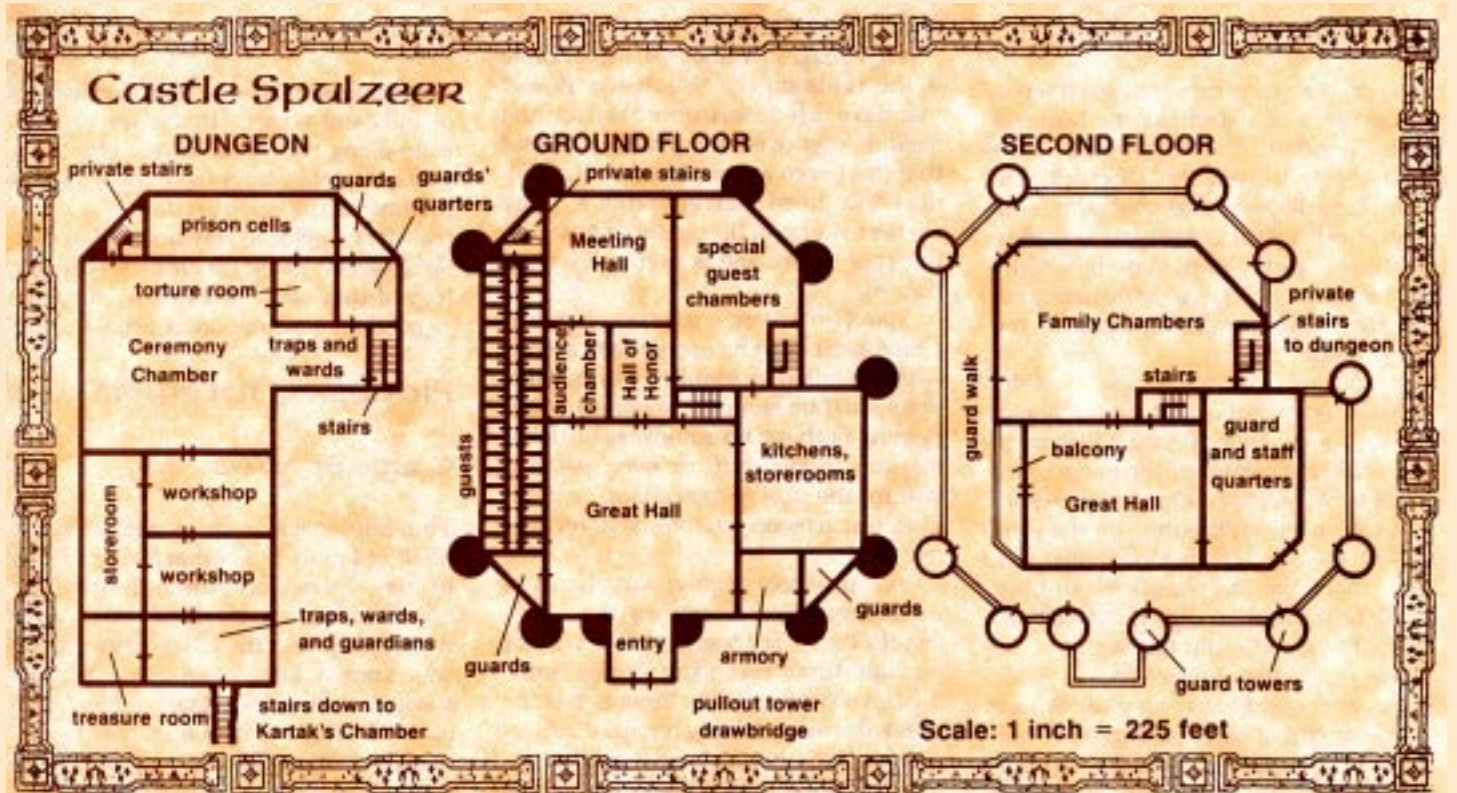 Castle Spulzeer
DUNGEON
private stairs
guards
guards'
quarters
prison cells
torture room
Ceremony
Chamber
traps and
wards
stairs
storeroom
workshop
workshop
traps, wards,
and guardians
treasure room
stairs down to
Kartak's Chamber
GROUND FLOOR
private stairs
Meeting
Hall
special
guest
chambers
audience
chamber
Hall of
Honor
guests
kitchens,
storerooms
Great Hall
guards
entry
armory
guards
pullout tower
drawbridge
SECOND FLOOR
private
stairs
to dungeon
Family Chambers
stairs
guard walk
balcony
guard
and staff
quarters
Great Hall
guard towers
Scale: 1 inch = 225 feet